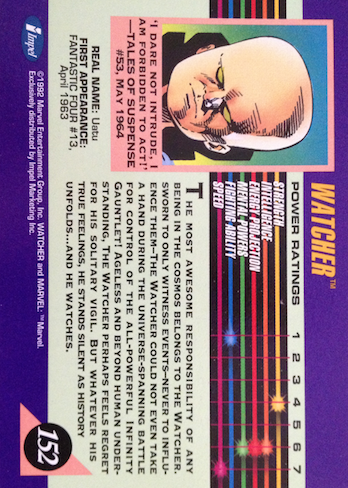 WATCHER™
POWER RATINGS 1 2 3 4 5 6 7
STRENGTH
ENERGY PROJECTION
MENTAL POWERS
FIGHTING ABILITY
SPEED
"I DARE NOT INTRUDE, I
AM FORBIDDEN TO ACT!"
—TALES OF SUSPENSE
#53, MAY 1964
REAL NAME: Uatu
FIRST APPEARANCE:
FANTASTIC FOUR #13,
April 1963
THE MOST AWESOME RESPONSIBILITY OF ANY
BEING IN THE COSMOS BELONGS TO THE WATCHER.
SWORN TO ONLY WITNESS EVENTS—NEVER TO INFLU-
ENCE THEM—THE WATCHER COULD NOT EVEN TAKE
A HAND DURING THE UNIVERSE-SPANNING BATTLE
FOR CONTROL OF THE ALL-POWERFUL INFINITY
GAUNTLET! AGELESS AND BEYOND HUMAN UNDER-
STANDING, THE WATCHER PERHAPS FEELS REGRET
FOR HIS SOLITARY VIGIL. BUT WHATEVER HIS
TRUE FEELINGS, HE STANDS SILENT AS HISTORY
UNFOLDS...AND HE WATCHES.
152
Impel
©1992 Marvel Entertainment Group, Inc. WATCHER and MARVEL: ™Marvel.
Exclusively distributed by Impel Marketing Inc.